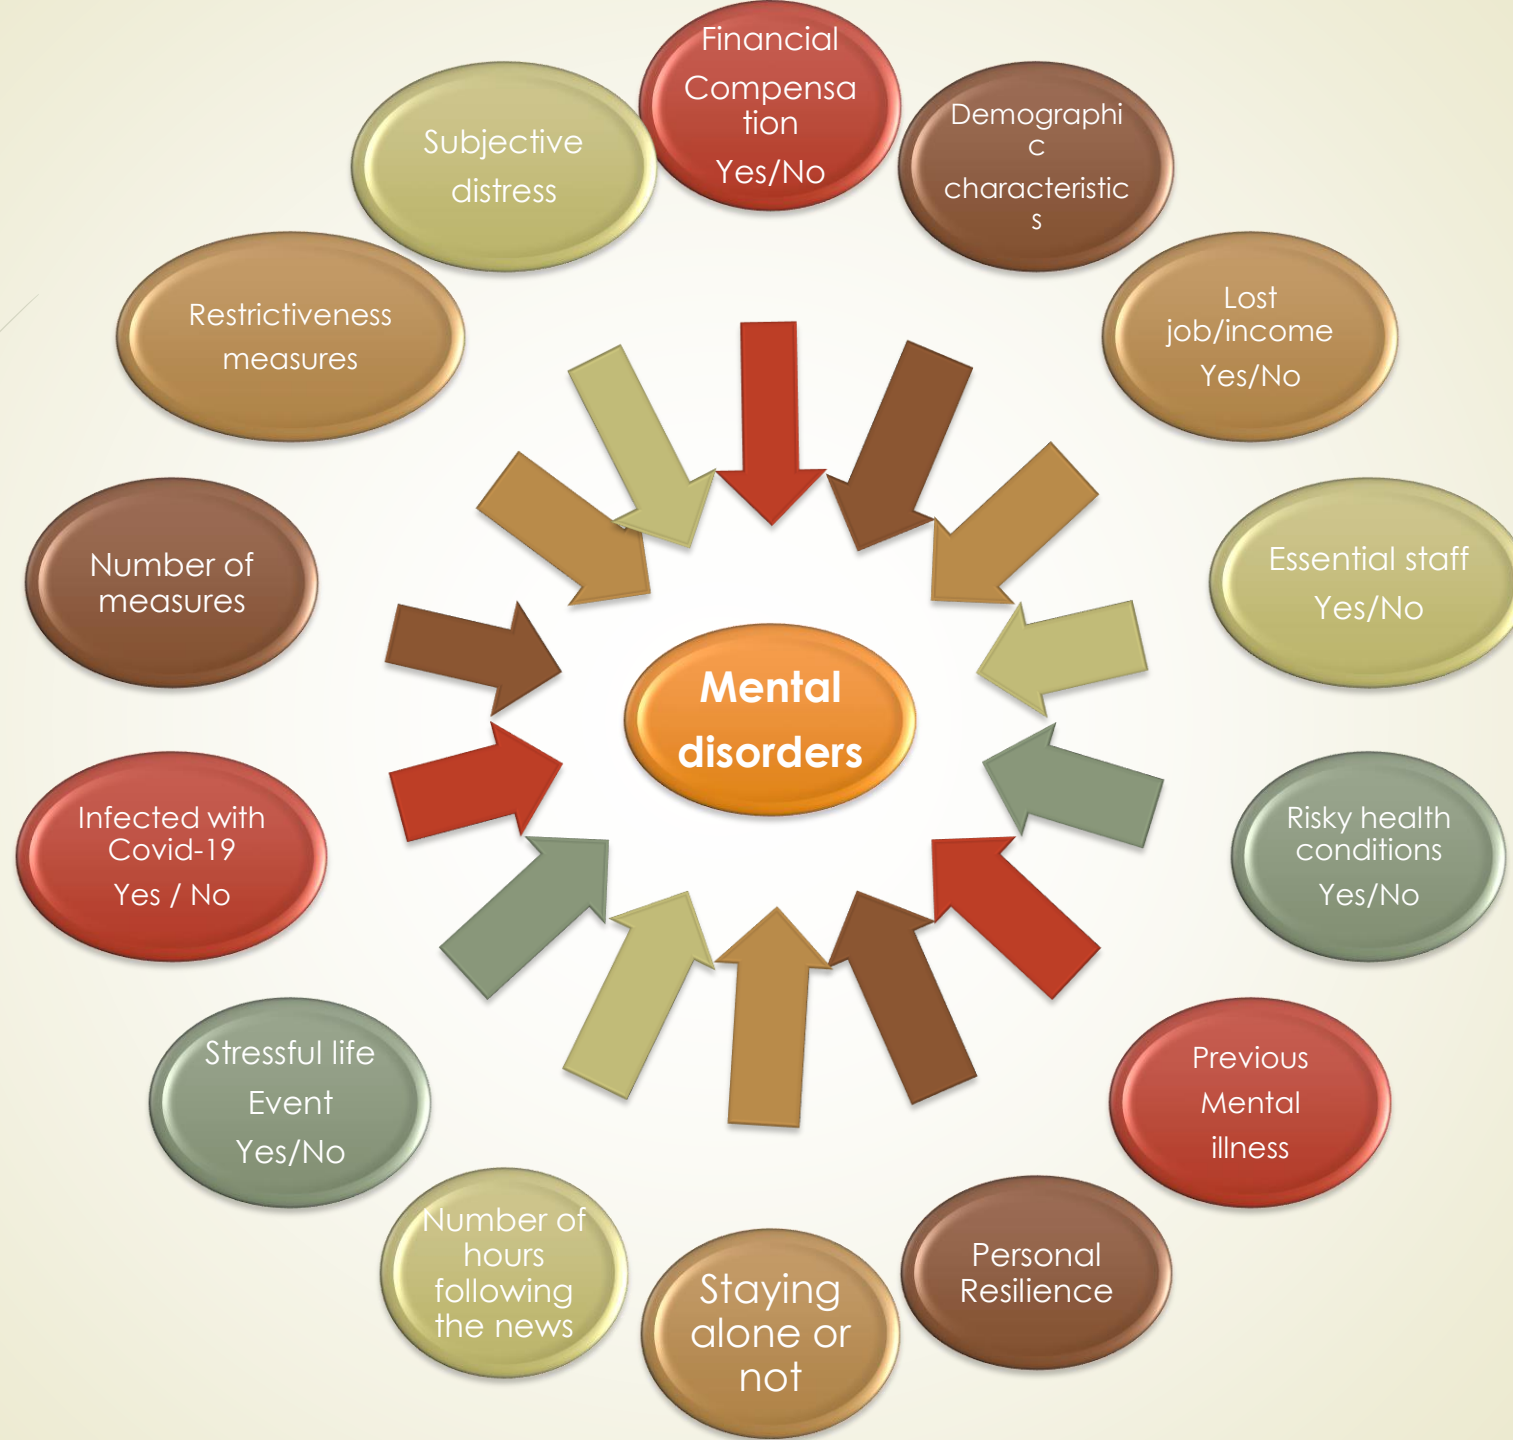 Financial
Compensa
tion
Yes/No
Demographi
c
characteristic
s
Lost
job/income
Yes/No
Essential staff
Yes/No
Risky health
conditions
Yes/No
Previous
Mental
illness
Personal
Resilience
Staying
alone or
not
Number of
hours
following
the news
Stressful life
Event
Yes/No
Infected with
Covid-19
Yes / No
Number of
measures
Restrictiveness
measures
Subjective
distress
Mental
disorders